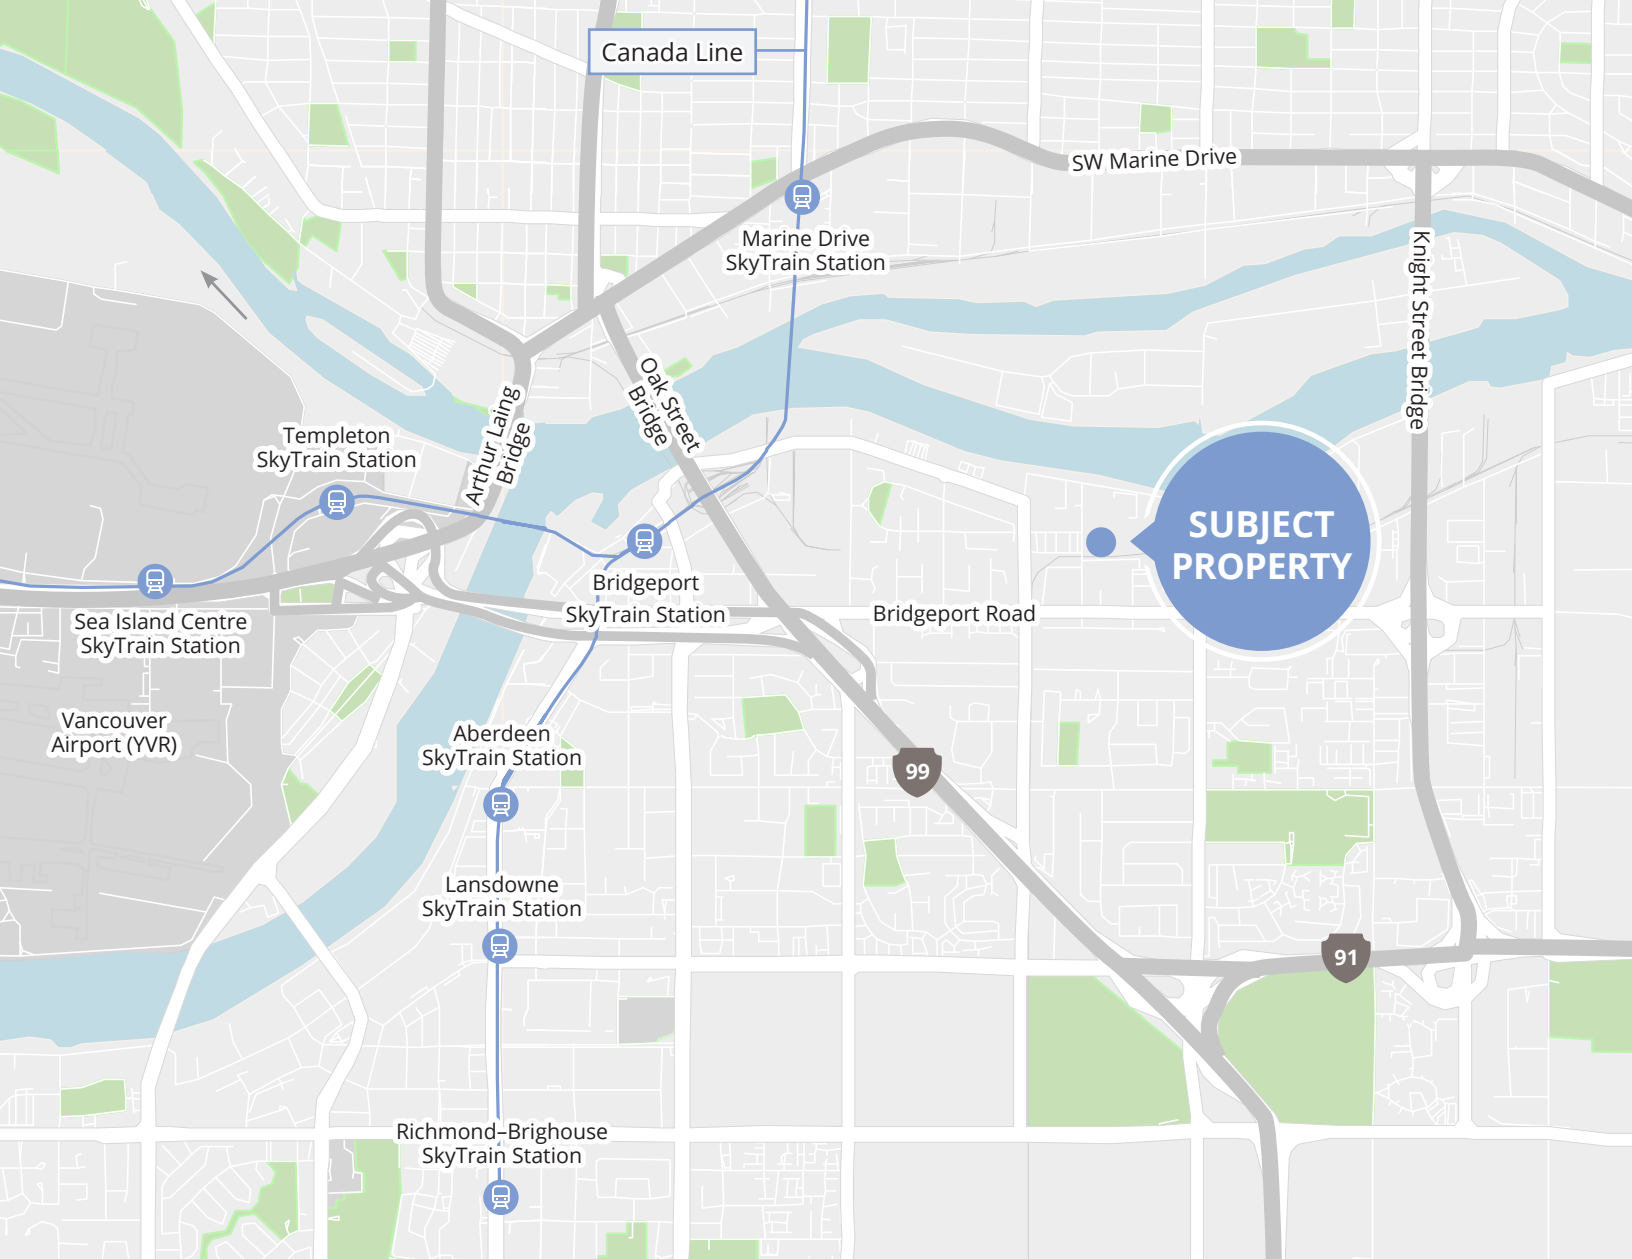 Canada Line
SW Marine Drive
Marine Drive
SkyTrain Station
Knight Street Bridge
Oak Street
Bridge
Arthur Laing
Bridge
Templeton
SkyTrain Station
SUBJECT
PROPERTY
Bridgeport
SkyTrain Station
Bridgeport Road
Sea Island Centre
SkyTrain Station
Vancouver
Airport (YVR)
Aberdeen
SkyTrain Station
99
Lansdowne
SkyTrain Station
91
Richmond–Brighouse
SkyTrain Station